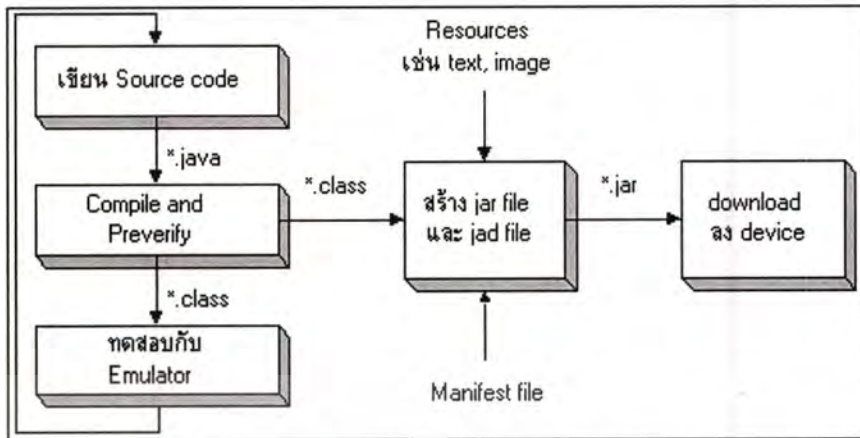 เขียน Source code
*.java
Compile and
Preverify
*.class
ทดสอบกับ
Emulator
*.class
Resources
เช่น text, image
สร้าง jar file
และ jad file
Manifest file
*.jar
download
ลง device